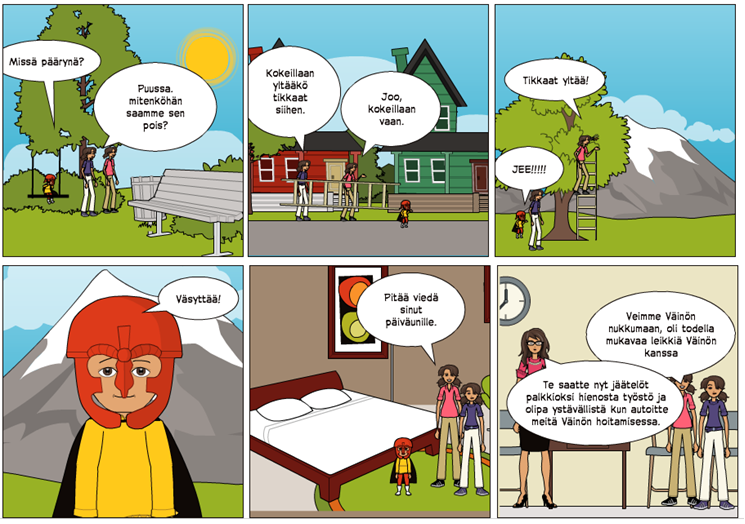 Missä päärynä?
Puussa.
mitenköhän
saamme sen
pois?
Kokeillaan
yltääkö
tikkaat
siihen.
Joo,
kokeillaan
vaan.
Tikkaat yltää!
JEE!!!!!
Väsyttää!
Pitää viedä
sinut
päiväunille.
Veimme Väinön
nukkumaan, oli todella
mukavaa leikkiä Väinön
kanssa
Te saatte nyt jäätelöt
palkkioksi hienosta työstö ja
olipa ystävällistä kun autoitte
meitä Väinön hoitamisessa.